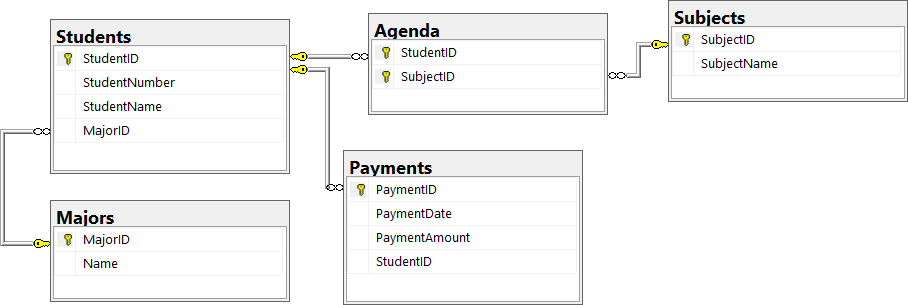 Students
StudentID
StudentNumber
StudentName
MajorID
Agenda
StudentID
SubjectID
Subjects
SubjectID
SubjectName
Majors
MajorID
Name
Payments
PaymentID
PaymentDate
PaymentAmount
StudentID